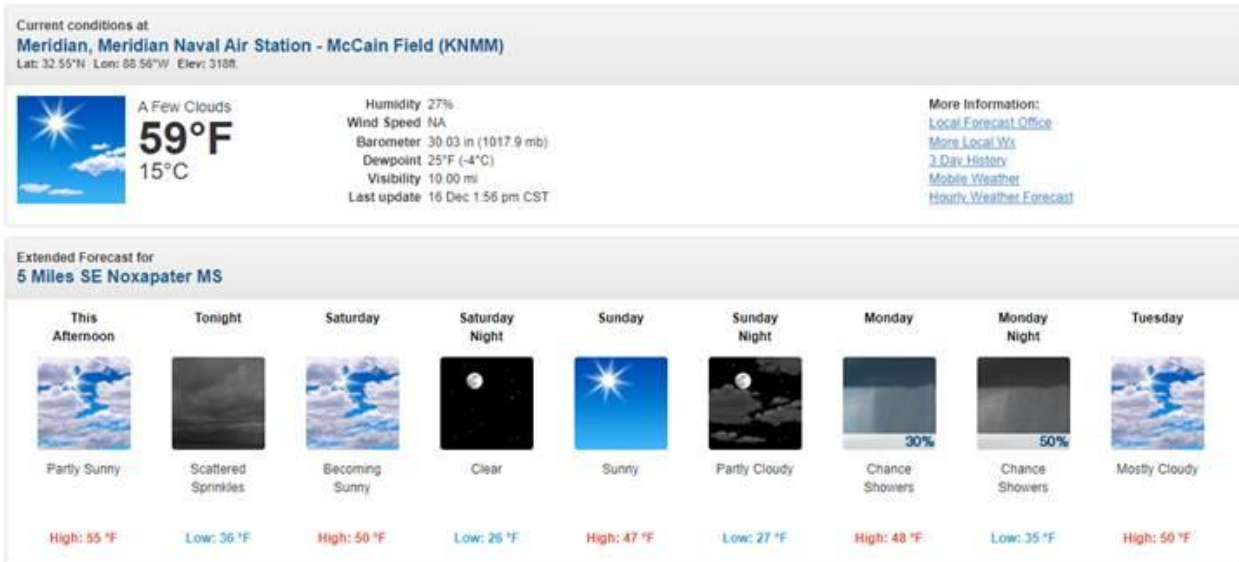 Current conditions at
Meridian, Meridian Naval Air Station - McCain Field (KNMM)
Lat: 32.55°N Lon: 88.56°W Elev: 318ft.
A Few Clouds
59°F
15°C
Humidity 27%
Wind Speed NA
Barometer 30.03 in (1017.9 mb)
Dewpoint 25°F (-4°C)
Visibility 10.00 mi
Last update 16 Dec 1:56 pm CST
More Information:
Local Forecast Office
More Local Wx
3 Day History
Mobile Weather
Hourly Weather Forecast
Extended Forecast for
5 Miles SE Noxapater MS
This Afternoon
Partly Sunny
High: 55 °F
Tonight
Scattered Sprinkles
Low: 36 °F
Saturday
Becoming Sunny
High: 50 °F
Saturday Night
Clear
Low: 26 °F
Sunday
Sunny
High: 47 °F
Sunday Night
Partly Cloudy
Low: 27 °F
Monday
30%
Chance Showers
High: 48 °F
Monday Night
50%
Chance Showers
Low: 35 °F
Tuesday
Mostly Cloudy
High: 50 °F